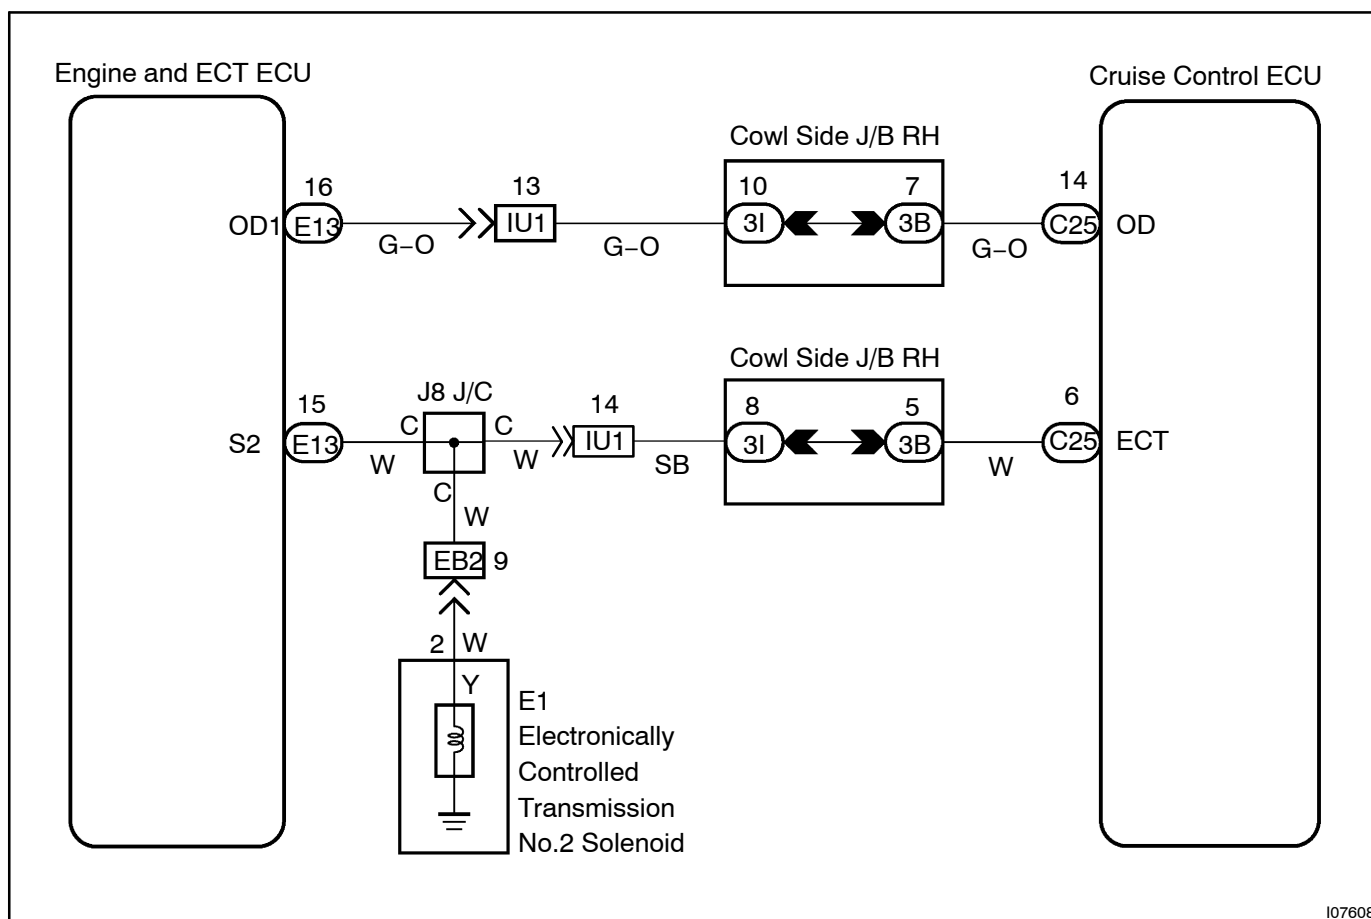 Engine and ECT ECU
Cruise Control ECU
Cowl Side J/B RH
16
13
10
7
14
OD1
E13
IU1
3I
3B
C25
OD
G−O
G−O
G−O
Cowl Side J/B RH
J8 J/C
15
14
8
5
6
S2
E13
C
C
IU1
3I
3B
C25
ECT
W
W
SB
W
C
W
EB2
9
2
W
Y
E1
Electronically
Controlled
Transmission
No.2 Solenoid
I07608